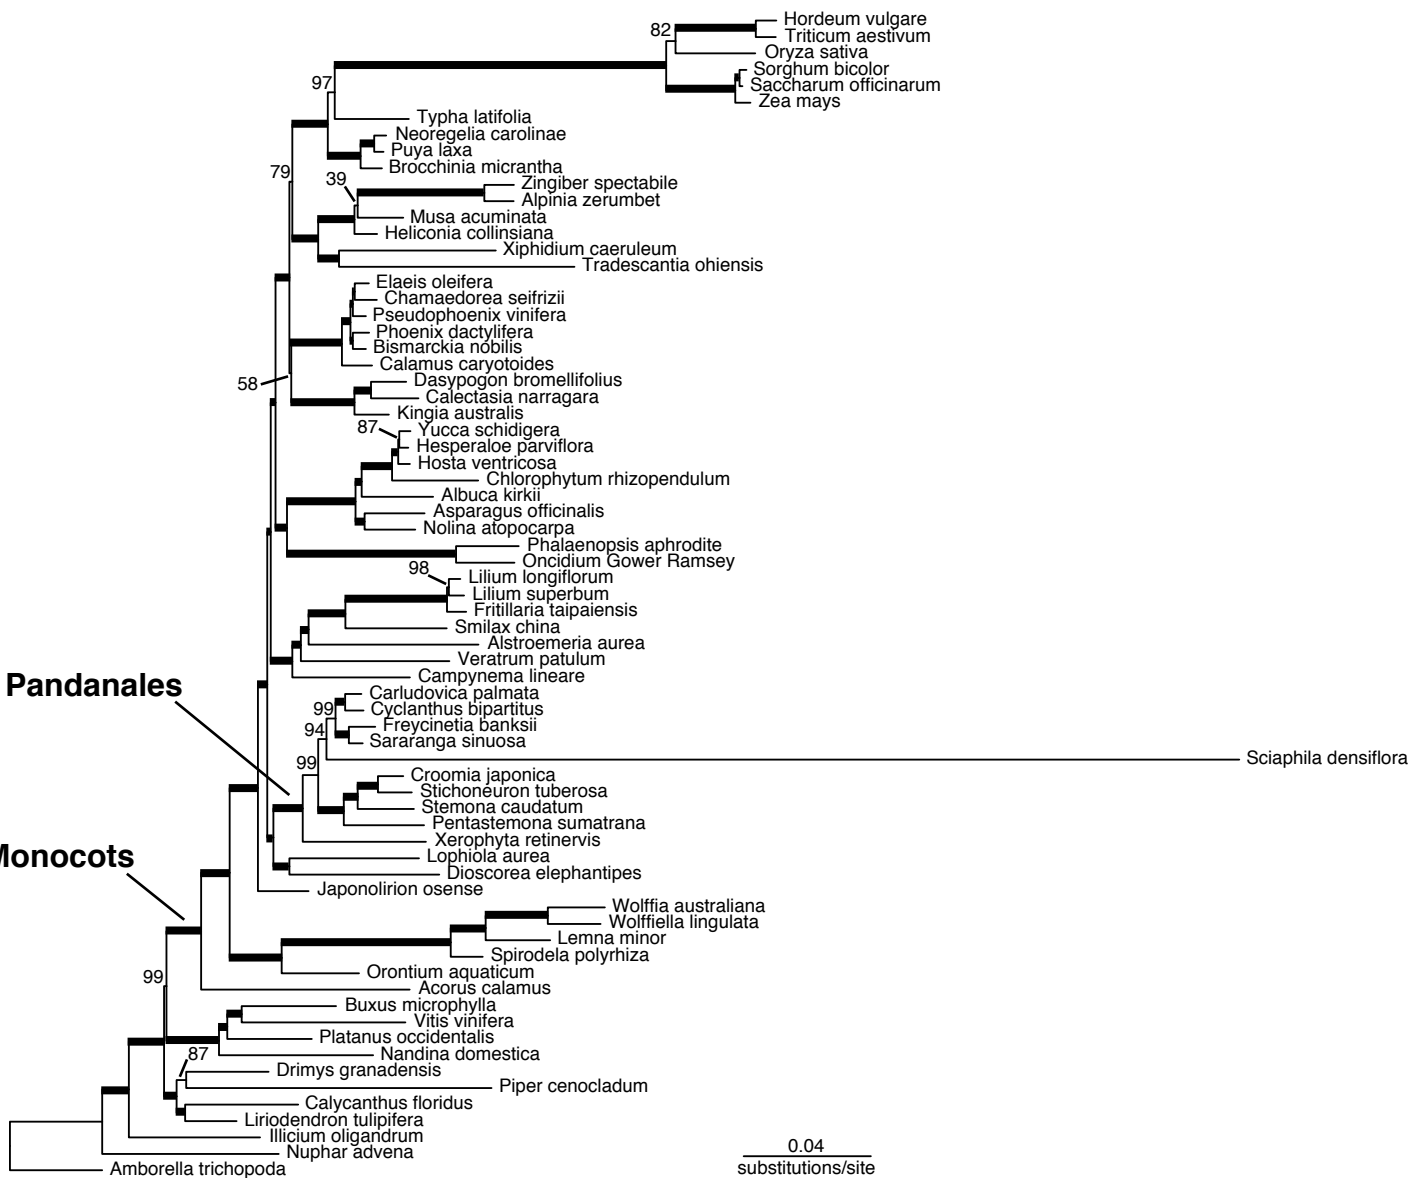 82
Hordeum vulgare
Triticum aestivum
Oryza sativa
Sorghum bicolor
Saccharum officinarum
Zea mays
97
Typha latifolia
Neoregelia carolinae
Puya laxa
Brocchinia micrantha
79
39
Zingiber spectabile
Alpinia zerumbet
Musa acuminata
Heliconia collinsiana
Xiphidium caeruleum
Tradescantia ohiensis
Elaeis oleifera
Chamaedorea seifrizii
Pseudophoenix vinifera
Phoenix dactylifera
Bismarckia nobilis
Calamus caryotoides
58
Dasypogon bromellifolius
Calectasia narragara
Kingia australis
87
Yucca schidigera
Hesperaloe parviflora
Hosta ventricosa
Chlorophytum rhizopendulum
Albuca kirkii
Asparagus officinalis
Nolina atopocarpa
Phalaenopsis aphrodite
Oncidium Gower Ramsey
98
Lilium longiflorum
Lilium superbum
Fritillaria taipaiensis
Smilax china
Alstroemeria aurea
Veratrum patulum
Campynema lineare
Pandanales
Carludovica palmata
99
Cyclanthus bipartitus
Freycinetia banksii
94
Sararanga sinuosa
Sciaphila densiflora
99
Croomia japonica
Stichoneuron tuberosa
Stemona caudatum
Pentastemona sumatrana
Xerophyta retinervis
Monocots
Lophiola aurea
Dioscorea elephantipes
Japonolirion osense
Wolffia australiana
Wolffiella lingulata
Lemna minor
Spirodela polyrhiza
Orontium aquaticum
99
Acorus calamus
Buxus microphylla
Vitis vinifera
Platanus occidentalis
Nandina domestica
87
Drimys granadensis
Piper cenocladum
Calycanthus floridus
Liriodendron tulipifera
Illicium oligandrum
Nuphar advena
Amborella trichopoda
0.04
substitutions/site